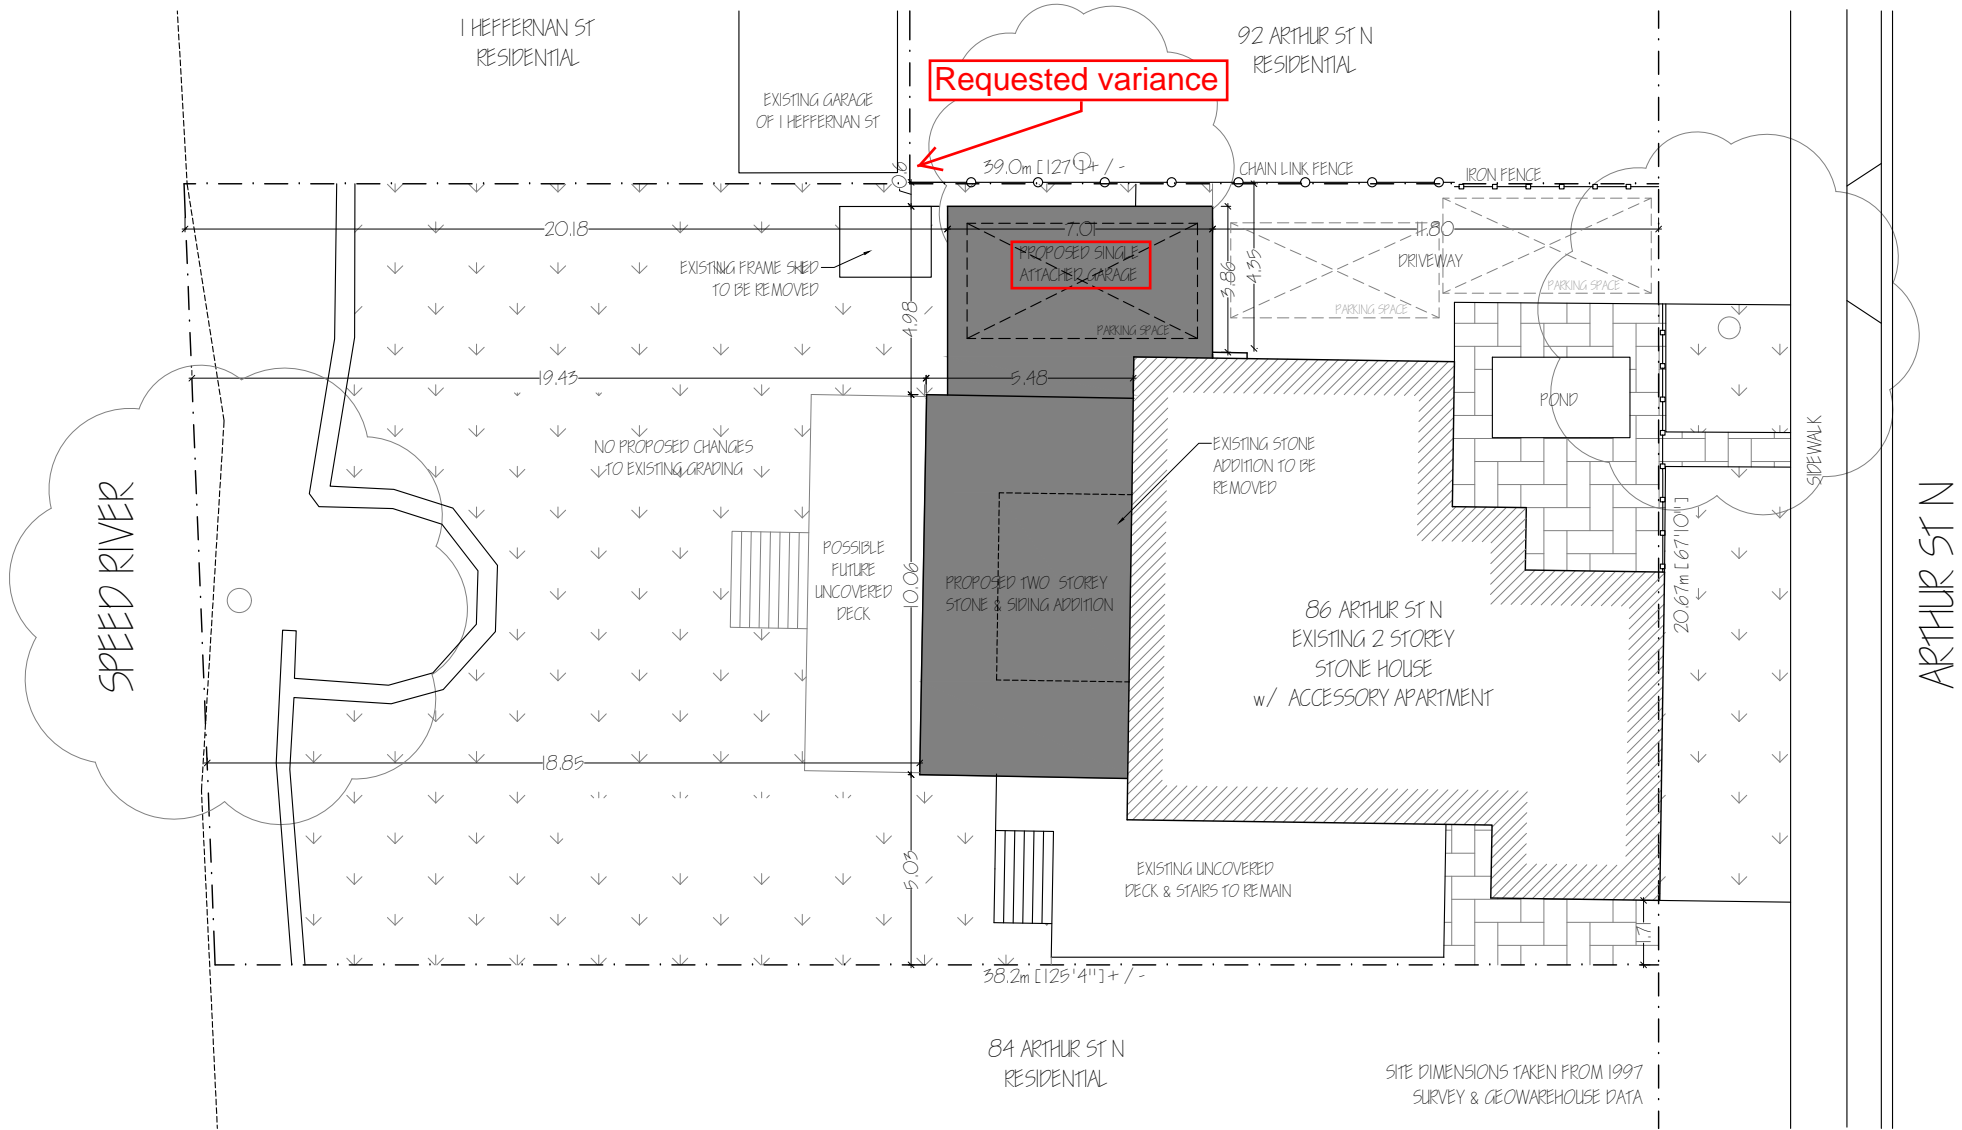 1 HEFFERNAN ST
RESIDENTIAL
92 ARTHUR ST N
RESIDENTIAL
Requested variance
EXISTING GARAGE
OF 1 HEFFERNAN ST
0.6
39.0m [127'] + / -
CHAIN LINK FENCE
IRON FENCE
20.18
7.01
11.80
PROPOSED SINGLE
ATTACHED GARAGE
EXISTING FRAME SHED
TO BE REMOVED
DRIVEWAY
3.86
4.35
PARKING SPACE
PARKING SPACE
PARKING SPACE
4.98
19.43
5.48
POND
NO PROPOSED CHANGES
TO EXISTING GRADING
EXISTING STONE
ADDITION TO BE
REMOVED
SIDEWALK
SPEED RIVER
ARTHUR ST N
20.67m [67'10"]
POSSIBLE
FUTURE
UNCOVERED
DECK
10.06
PROPOSED TWO STOREY
STONE & SIDING ADDITION
86 ARTHUR ST N
EXISTING 2 STOREY
STONE HOUSE
w/ ACCESSORY APARTMENT
18.85
5.03
EXISTING UNCOVERED
DECK & STAIRS TO REMAIN
1.71
38.2m [125'4"] + / -
84 ARTHUR ST N
RESIDENTIAL
SITE DIMENSIONS TAKEN FROM 1997
SURVEY & GEOWAREHOUSE DATA